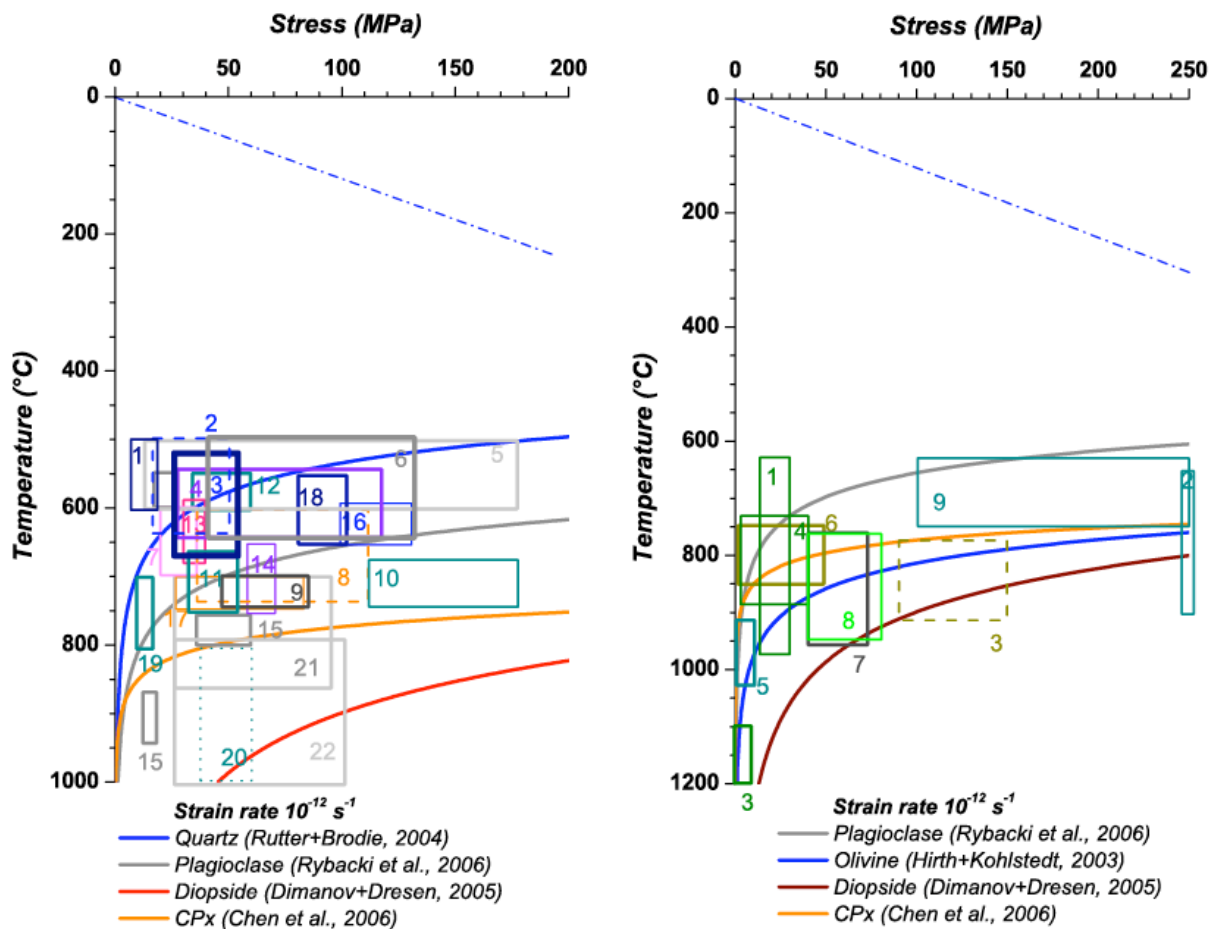 Stress (MPa)
0 50 100 150 200
0
200
400
600
800
1000
Temperature (°C)
2
1
3
4
5
6
12
18
16
13
7
14
11
8
10
9
17
15
19
21
20
22
15
Strain rate 10⁻¹² s⁻¹
Quartz (Rutter+Brodie, 2004)
Plagioclase (Rybacki et al., 2006)
Diopside (Dimanov+Dresen, 2005)
CPx (Chen et al., 2006)
Stress (MPa)
0 50 100 150 200 250
0
200
400
600
800
1000
1200
Temperature (°C)
1
2
9
4
6
8
3
7
5
3
Strain rate 10⁻¹² s⁻¹
Plagioclase (Rybacki et al., 2006)
Olivine (Hirth+Kohlstedt, 2003)
Diopside (Dimanov+Dresen, 2005)
CPx (Chen et al., 2006)